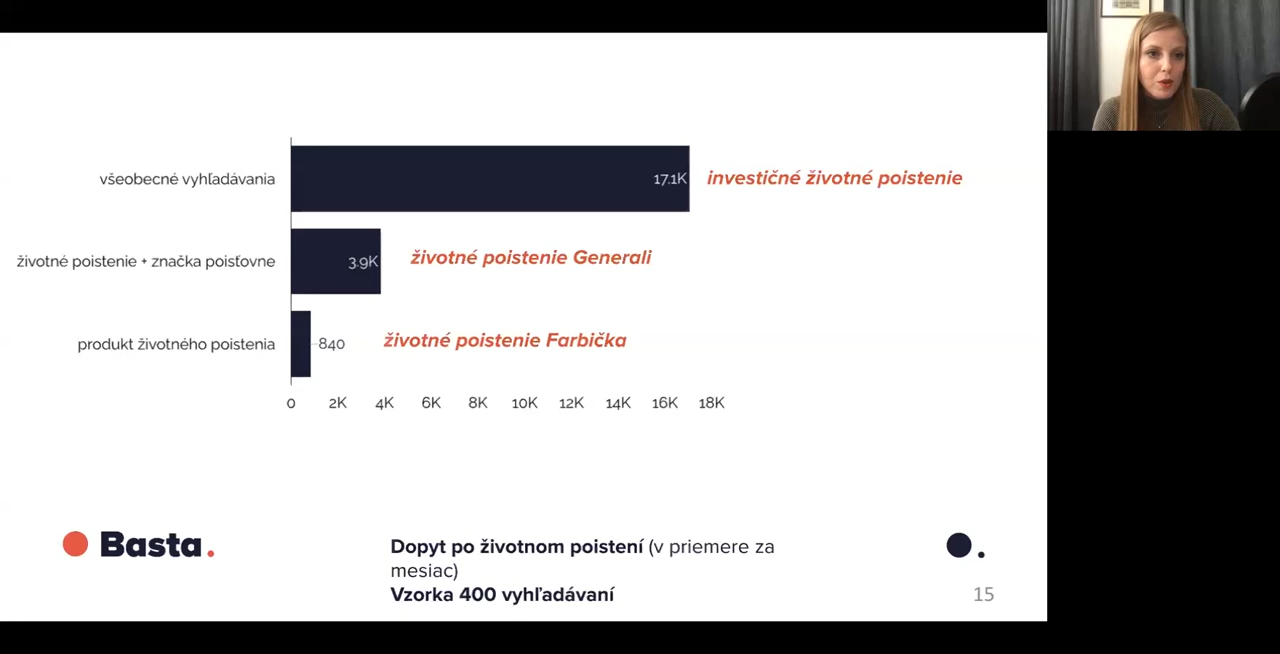 všeobecné vyhľadávania
17.1K
investičné životné poistenie
životné poistenie + značka poisťovne
3.9K
životné poistenie Generali
produkt životného poistenia
840
životné poistenie Farbička
0 2K 4K 6K 8K 10K 12K 14K 16K 18K
Basta.
Dopyt po životnom poistení (v priemere za
mesiac)
Vzorka 400 vyhľadávaní
15